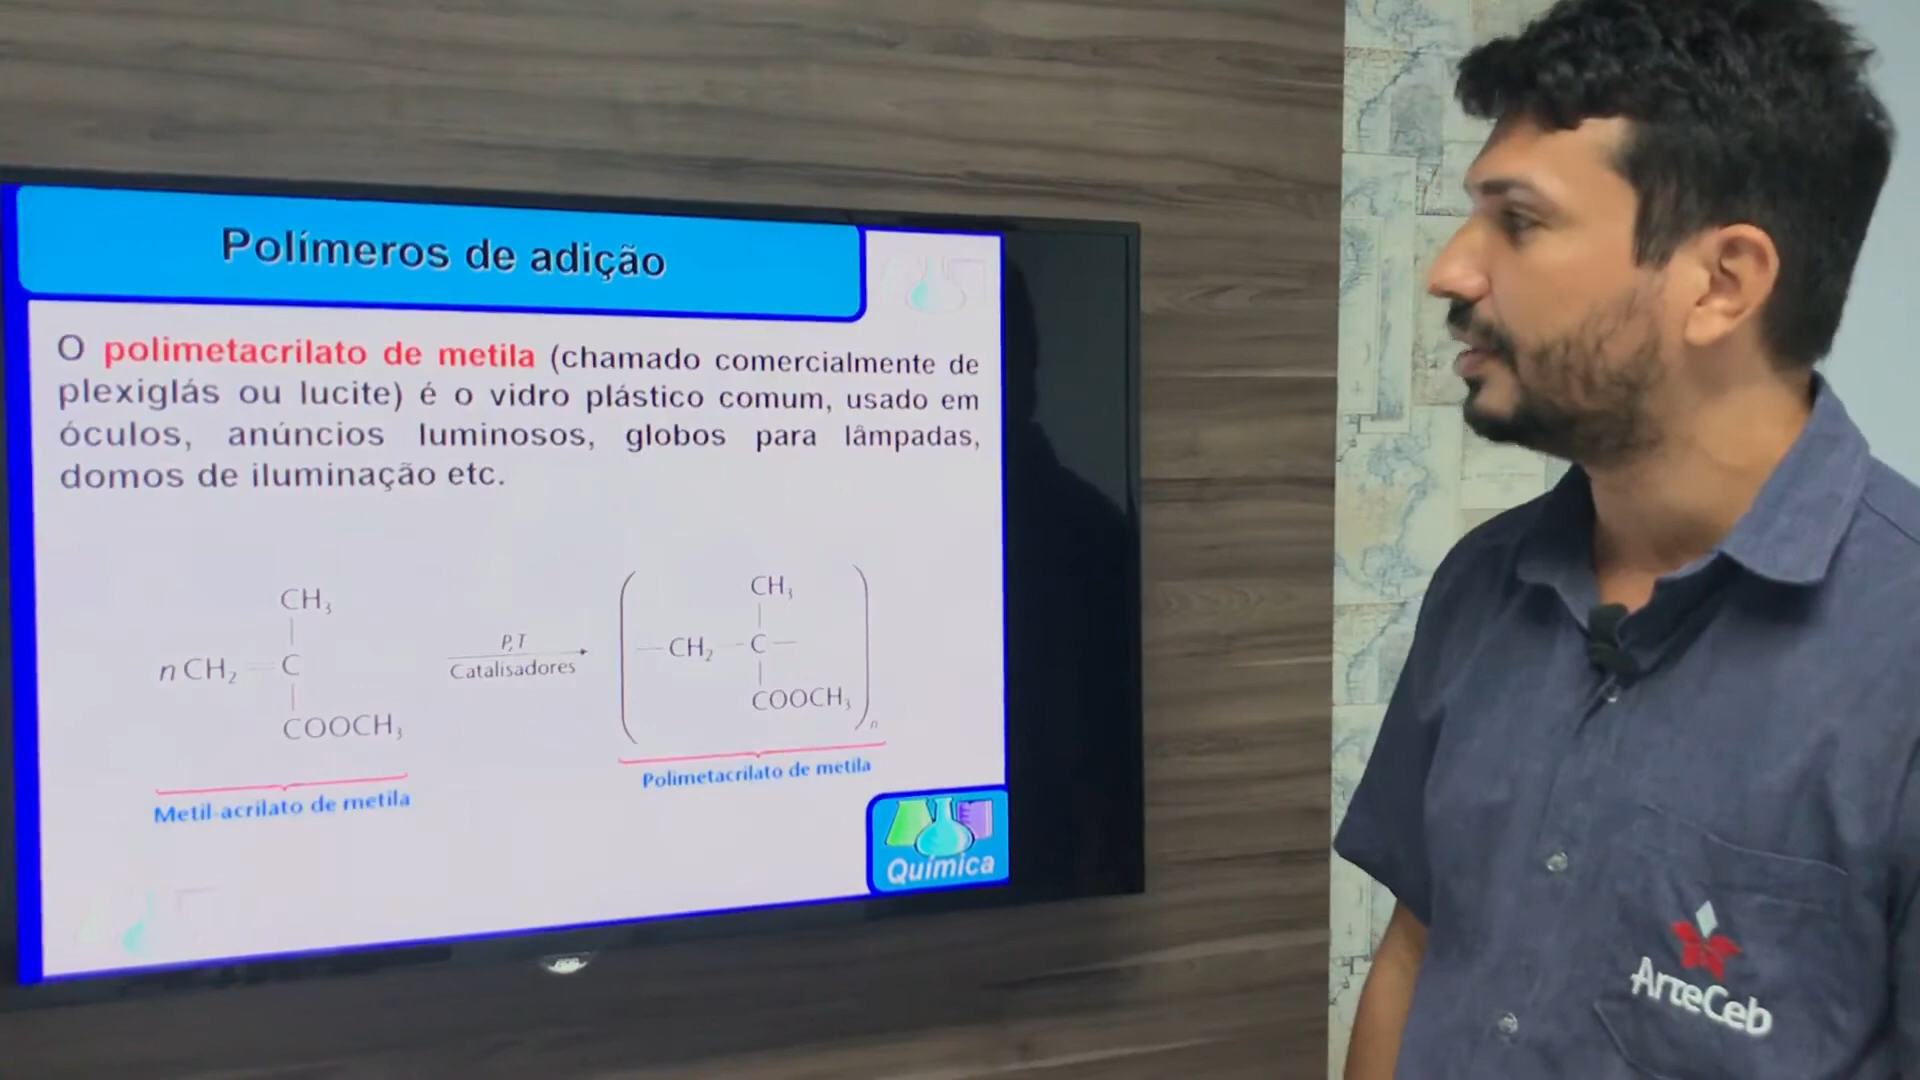 Polímeros de adição
O polimetacrilato de metila (chamado comercialmente de
plexiglás ou lucite) é o vidro plástico comum, usado em
óculos, anúncios luminosos, globos para lâmpadas,
domos de iluminação etc.
CH₃
nCH₂ = C
COOCH₃
P,T
Catalisadores
CH₃
— CH₂ — C —
COOCH₃
n
Metil-acrilato de metila
Polimetacrilato de metila
Química
ArteCeb